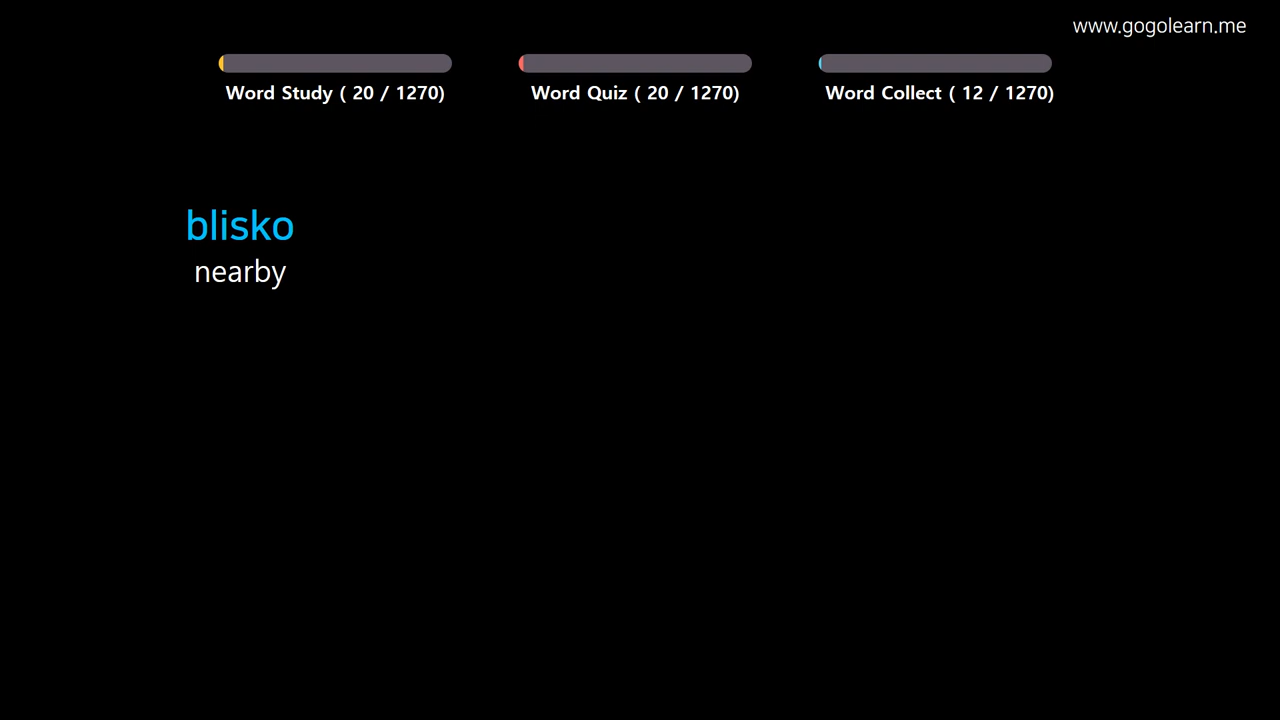 www.gogolearn.me
Word Study ( 20 / 1270)
Word Quiz ( 20 / 1270)
Word Collect ( 12 / 1270)
blisko
nearby